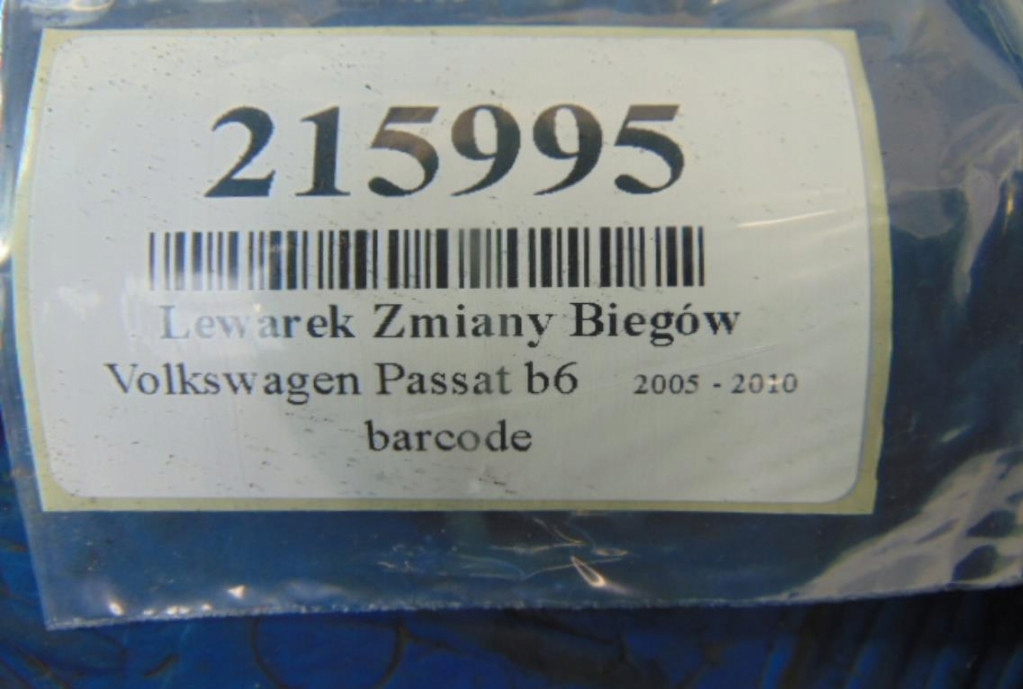 215995
Lewarek Zmiany Biegów
Volkswagen Passat b6 2005 - 2010
barcode